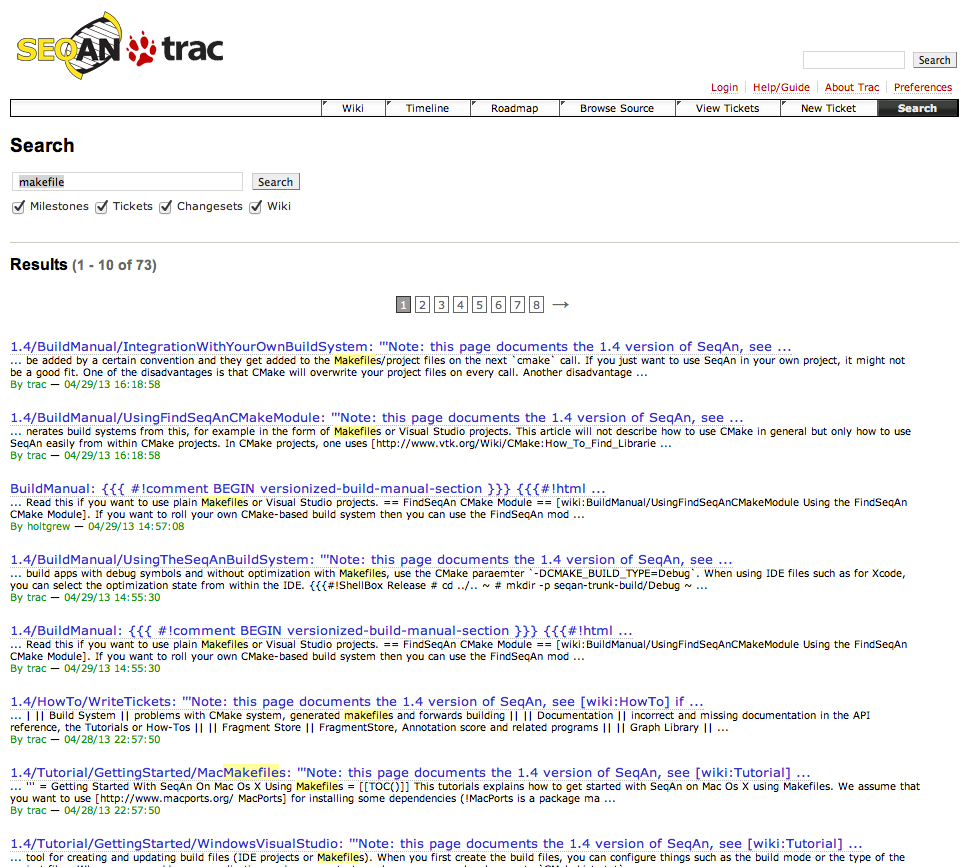 SEQAN trac
Search
Login Help/Guide About Trac Preferences
Wiki Timeline Roadmap Browse Source View Tickets New Ticket Search
Search
makefile Search
Milestones Tickets Changesets Wiki
Results (1 - 10 of 73)
1 2 3 4 5 6 7 8 →
1.4/BuildManual/IntegrationWithYourOwnBuildSystem: '"Note: this page documents the 1.4 version of SeqAn, see ...
... be added by a certain convention and they get added to the Makefiles/project files on the next `cmake` call. If you just want to use SeqAn in your own project, it might not
be a good fit. One of the disadvantages is that CMake will overwrite your project files on every call. Another disadvantage ...
By trac — 04/29/13 16:18:58
1.4/BuildManual/UsingFindSeqAnCMakeModule: '"Note: this page documents the 1.4 version of SeqAn, see ...
... nerates build systems from this, for example in the form of Makefiles or Visual Studio projects. This article will not describe how to use CMake in general but only how to use
SeqAn easily from within CMake projects. In CMake projects, one uses [http://www.vtk.org/Wiki/CMake:How_To_Find_Librarie ...
By trac — 04/29/13 16:18:58
BuildManual: {{{ #!comment BEGIN versionized-build-manual-section }}} {{{#!html ...
... Read this if you want to use plain Makefiles or Visual Studio projects. == FindSeqAn CMake Module == [wiki:BuildManual/UsingFindSeqAnCMakeModule Using the FindSeqAn
CMake Module]. If you want to roll your own CMake-based build system then you can use the FindSeqAn mod ...
By holtgrew — 04/29/13 14:57:08
1.4/BuildManual/UsingTheSeqAnBuildSystem: '"Note: this page documents the 1.4 version of SeqAn, see ...
... build apps with debug symbols and without optimization with Makefiles, use the CMake paraemter `-DCMAKE_BUILD_TYPE=Debug`. When using IDE files such as for Xcode,
you can select the optimization state from within the IDE. {{{#!ShellBox Release # cd ../.. ~ # mkdir -p seqan-trunk-build/Debug ~ ...
By trac — 04/29/13 14:55:30
1.4/BuildManual: {{{ #!comment BEGIN versionized-build-manual-section }}} {{{#!html ...
... Read this if you want to use plain Makefiles or Visual Studio projects. == FindSeqAn CMake Module == [wiki:BuildManual/UsingFindSeqAnCMakeModule Using the FindSeqAn
CMake Module]. If you want to roll your own CMake-based build system then you can use the FindSeqAn mod ...
By trac — 04/29/13 14:55:30
1.4/HowTo/WriteTickets: '"Note: this page documents the 1.4 version of SeqAn, see [wiki:HowTo] if ...
... | || Build System || problems with CMake system, generated makefiles and forwards building || || Documentation || incorrect and missing documentation in the API
reference, the Tutorials or How-Tos || || Fragment Store || FragmentStore, Annotation score and related programs || || Graph Library || ...
By trac — 04/28/13 22:57:50
1.4/Tutorial/GettingStarted/MacMakefiles: '"Note: this page documents the 1.4 version of SeqAn, see [wiki:Tutorial] ...
... ''' = Getting Started With SeqAn On Mac Os X Using Makefiles = [[TOC()]] This tutorials explains how to get started with SeqAn on Mac Os X using Makefiles. We assume that
you want to use [http://www.macports.org/ MacPorts] for installing some dependencies (!MacPorts is a package ma ...
By trac — 04/28/13 22:57:50
1.4/Tutorial/GettingStarted/WindowsVisualStudio: '"Note: this page documents the 1.4 version of SeqAn, see [wiki:Tutorial] ...
... tool for creating and updating build files (IDE projects or Makefiles). When you first create the build files, you can configure things such as the build mode or the type of the